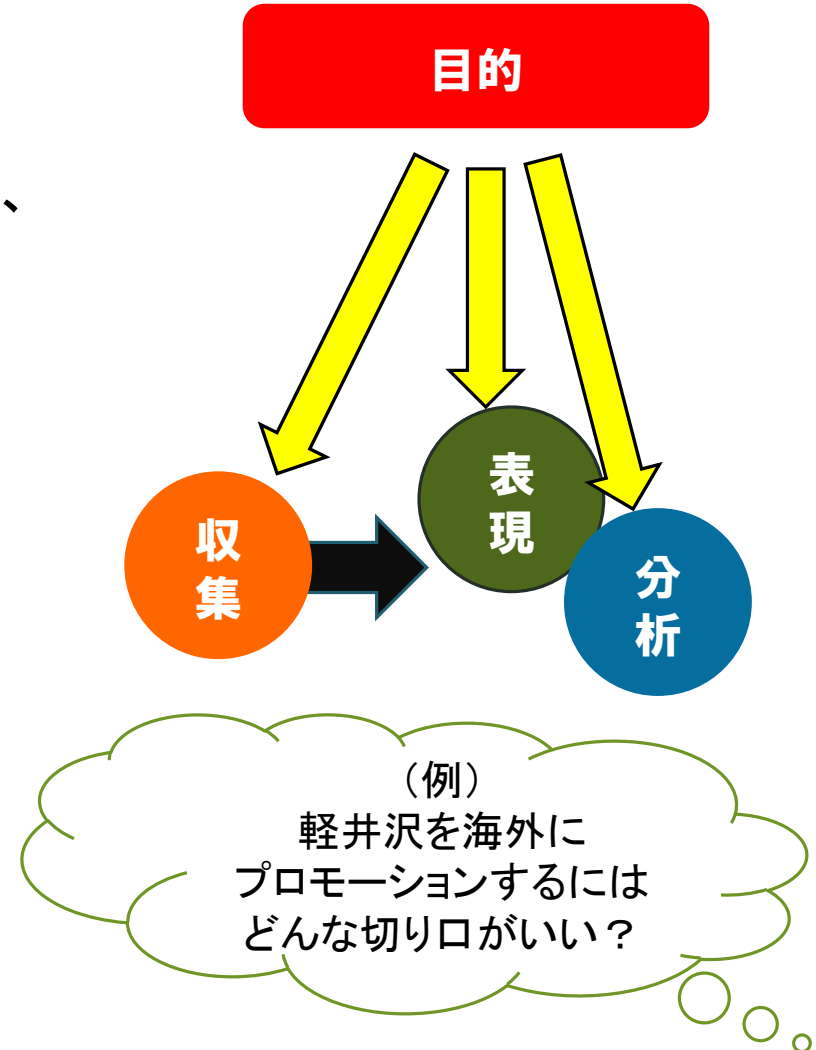 目的
、
表現
収集
分析
（例）
軽井沢を海外に
プロモーションするには
どんな切り口がいい？